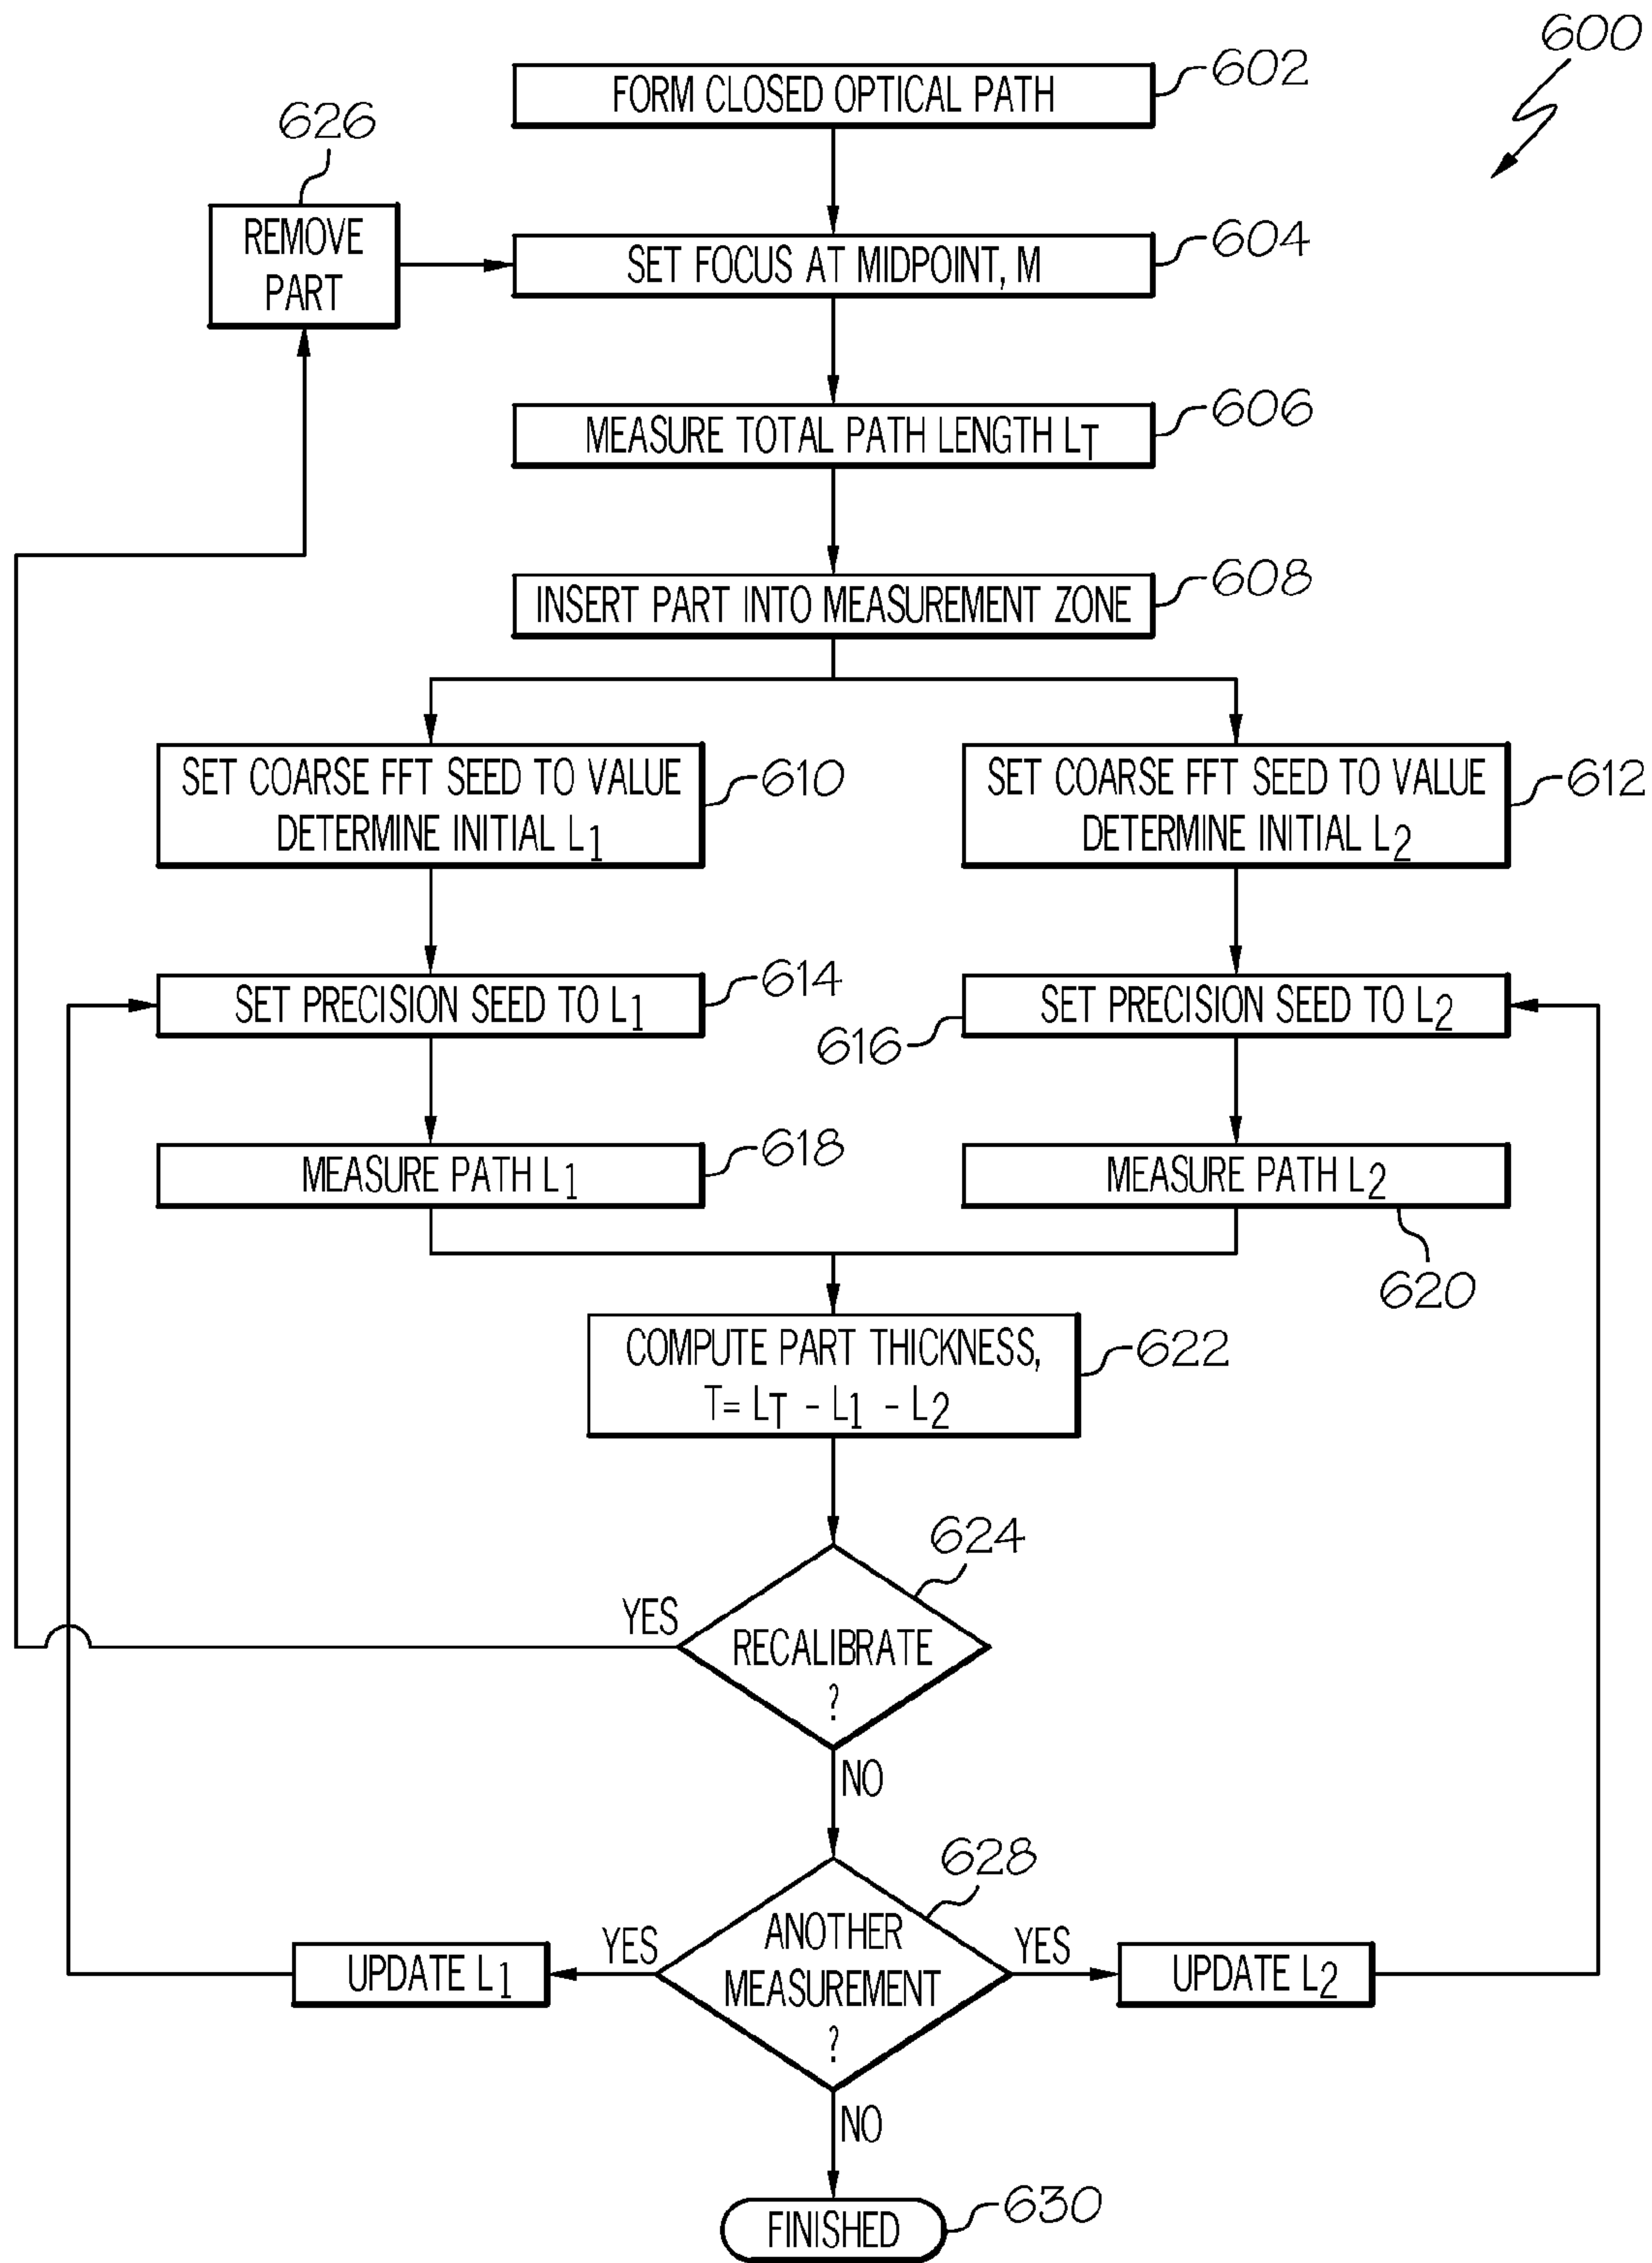 600
FORM CLOSED OPTICAL PATH
602
626
REMOVE
PART
SET FOCUS AT MIDPOINT, M
604
MEASURE TOTAL PATH LENGTH LT
606
INSERT PART INTO MEASUREMENT ZONE
608
SET COARSE FFT SEED TO VALUE
DETERMINE INITIAL L1
610
SET COARSE FFT SEED TO VALUE
DETERMINE INITIAL L2
612
SET PRECISION SEED TO L1
614
SET PRECISION SEED TO L2
616
MEASURE PATH L1
618
MEASURE PATH L2
620
COMPUTE PART THICKNESS,
T= LT - L1 - L2
622
624
YES
RECALIBRATE
?
NO
628
ANOTHER
MEASUREMENT
?
YES
UPDATE L1
YES
UPDATE L2
NO
FINISHED
630